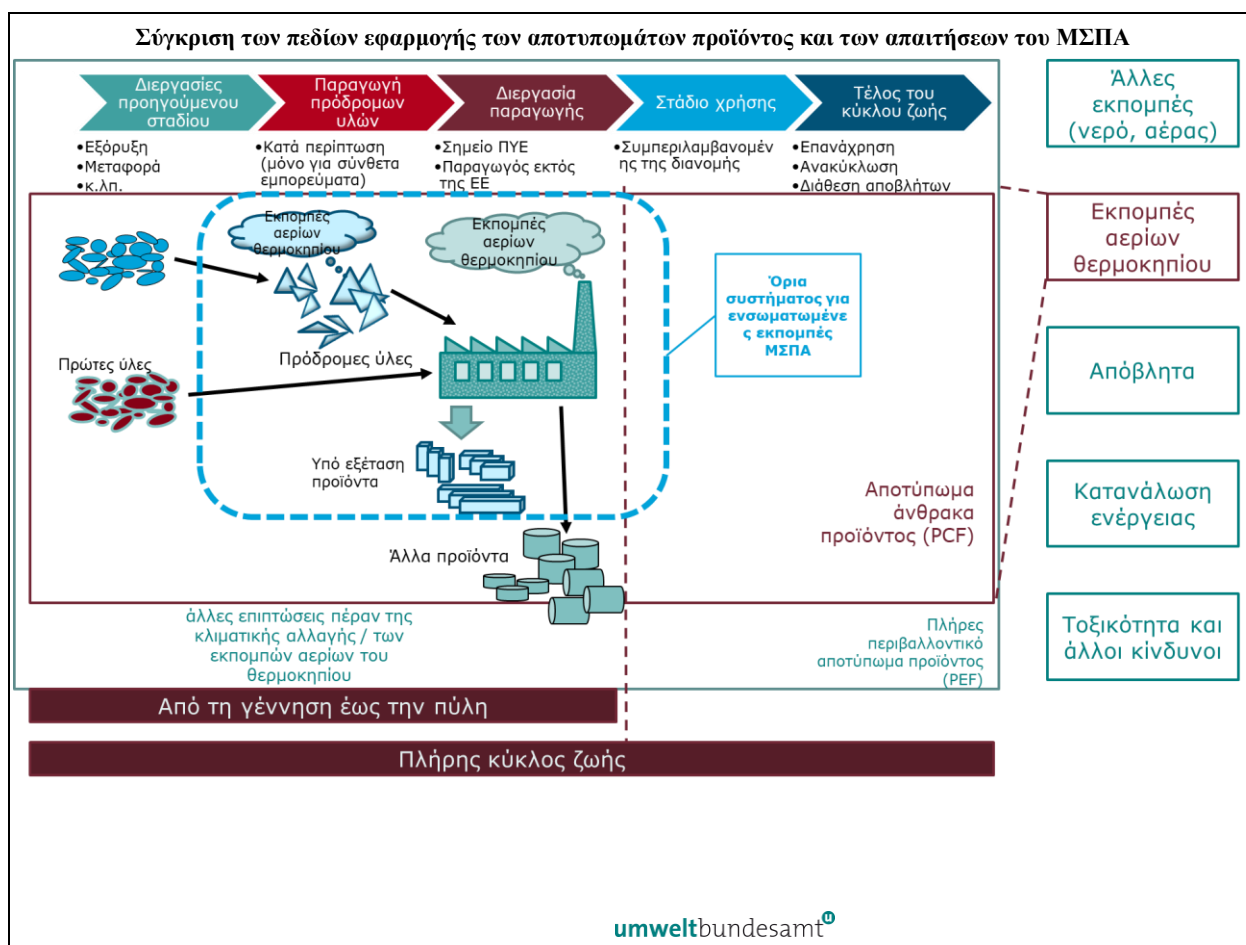 Σύγκριση των πεδίων εφαρμογής των αποτυπωμάτων προϊόντος και των απαιτήσεων του ΜΣΠΑ
Διεργασίες
προηγούμενου
σταδίου
Παραγωγή
πρόδρομων
υλών
Διεργασία
παραγωγής
Στάδιο χρήσης
Τέλος του
κύκλου ζωής
•Εξόρυξη
•Μεταφορά
•κ.λπ.
•Κατά περίπτωση
(μόνο για σύνθετα
εμπορεύματα)
•Σημείο ΠΥΕ
•Παραγωγός εκτός
της ΕΕ
•Συμπεριλαμβανομέν
ης της διανομής
•Επανάχρηση
•Ανακύκλωση
•Διάθεση αποβλήτων
Εκπομπές
αερίων
θερμοκηπίου
Εκπομπές
αερίων
θερμοκηπίου
Όρια
συστήματος για
ενσωματωμένε
ς εκπομπές
ΜΣΠΑ
Πρόδρομες ύλες
Πρώτες ύλες
Υπό εξέταση
προϊόντα
Άλλα προϊόντα
Αποτύπωμα
άνθρακα
προϊόντος (PCF)
άλλες επιπτώσεις πέραν της
κλιματικής αλλαγής / των
εκπομπών αερίων του
θερμοκηπίου
Πλήρες
περιβαλλοντικό
αποτύπωμα προϊόντος
(PEF)
Από τη γέννηση έως την πύλη
Πλήρης κύκλος ζωής
Άλλες
εκπομπές
(νερό, αέρας)
Εκπομπές
αερίων
θερμοκηπίου
Απόβλητα
Κατανάλωση
ενέργειας
Τοξικότητα και
άλλοι κίνδυνοι
umweltbundesamt u